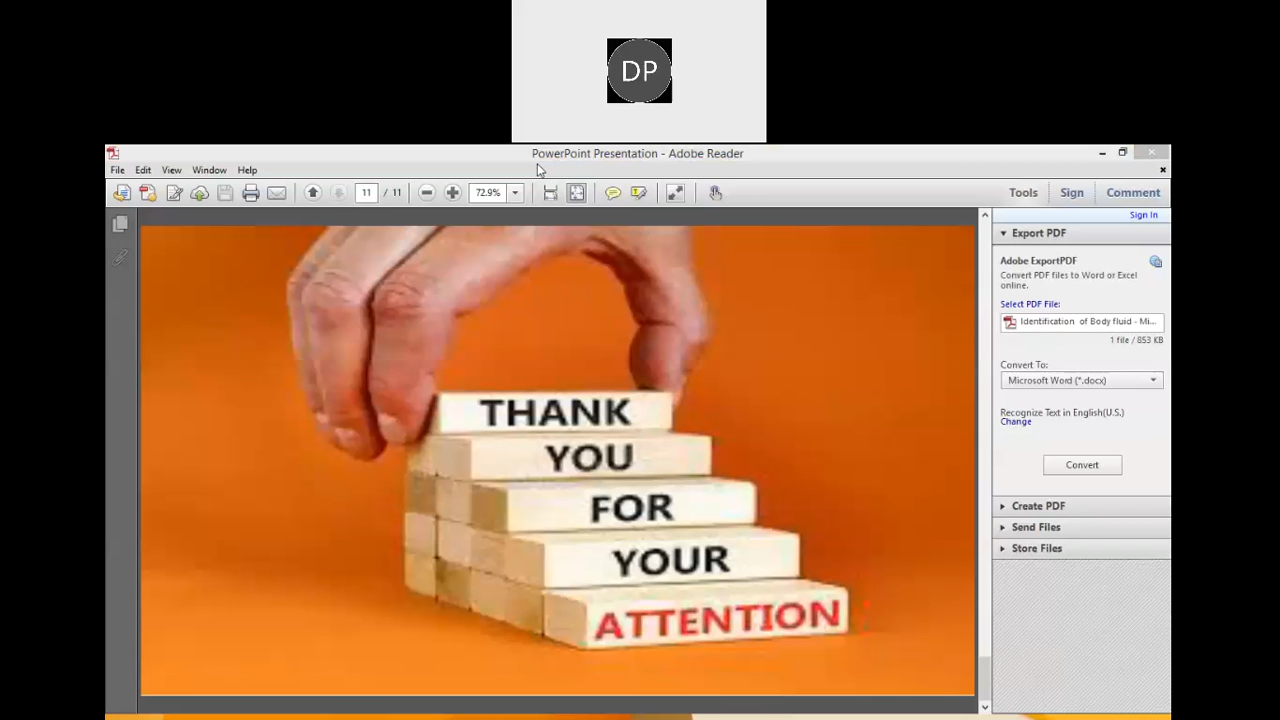 DP
PowerPoint Presentation - Adobe Reader
File Edit View Window Help
11 / 11 72.9% Tools Sign Comment
Sign In
Export PDF
Adobe ExportPDF
Convert PDF files to Word or Excel
online.
Select PDF File:
Identification of Body fluid - Mi...
1 file / 853 KB
Convert To:
Microsoft Word (*.docx)
Recognize Text in English(U.S.)
Change
Convert
Create PDF
Send Files
Store Files
THANK
YOU
FOR
YOUR
ATTENTION